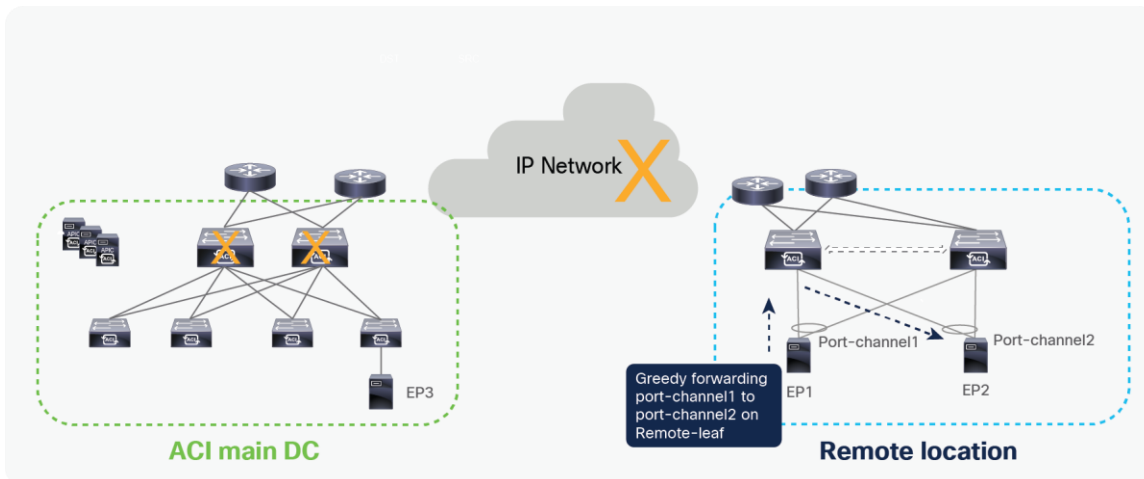 IP Network
X
APIC
APIC
APIC
ACI
X
ACI
X
ACI
ACI
ACI
ACI
ACI
ACI
ACI
EP3
Port-channel1
Port-channel2
EP1
EP2
Greedy forwarding
port-channel1 to
port-channel2 on
Remote-leaf
ACI main DC
Remote location